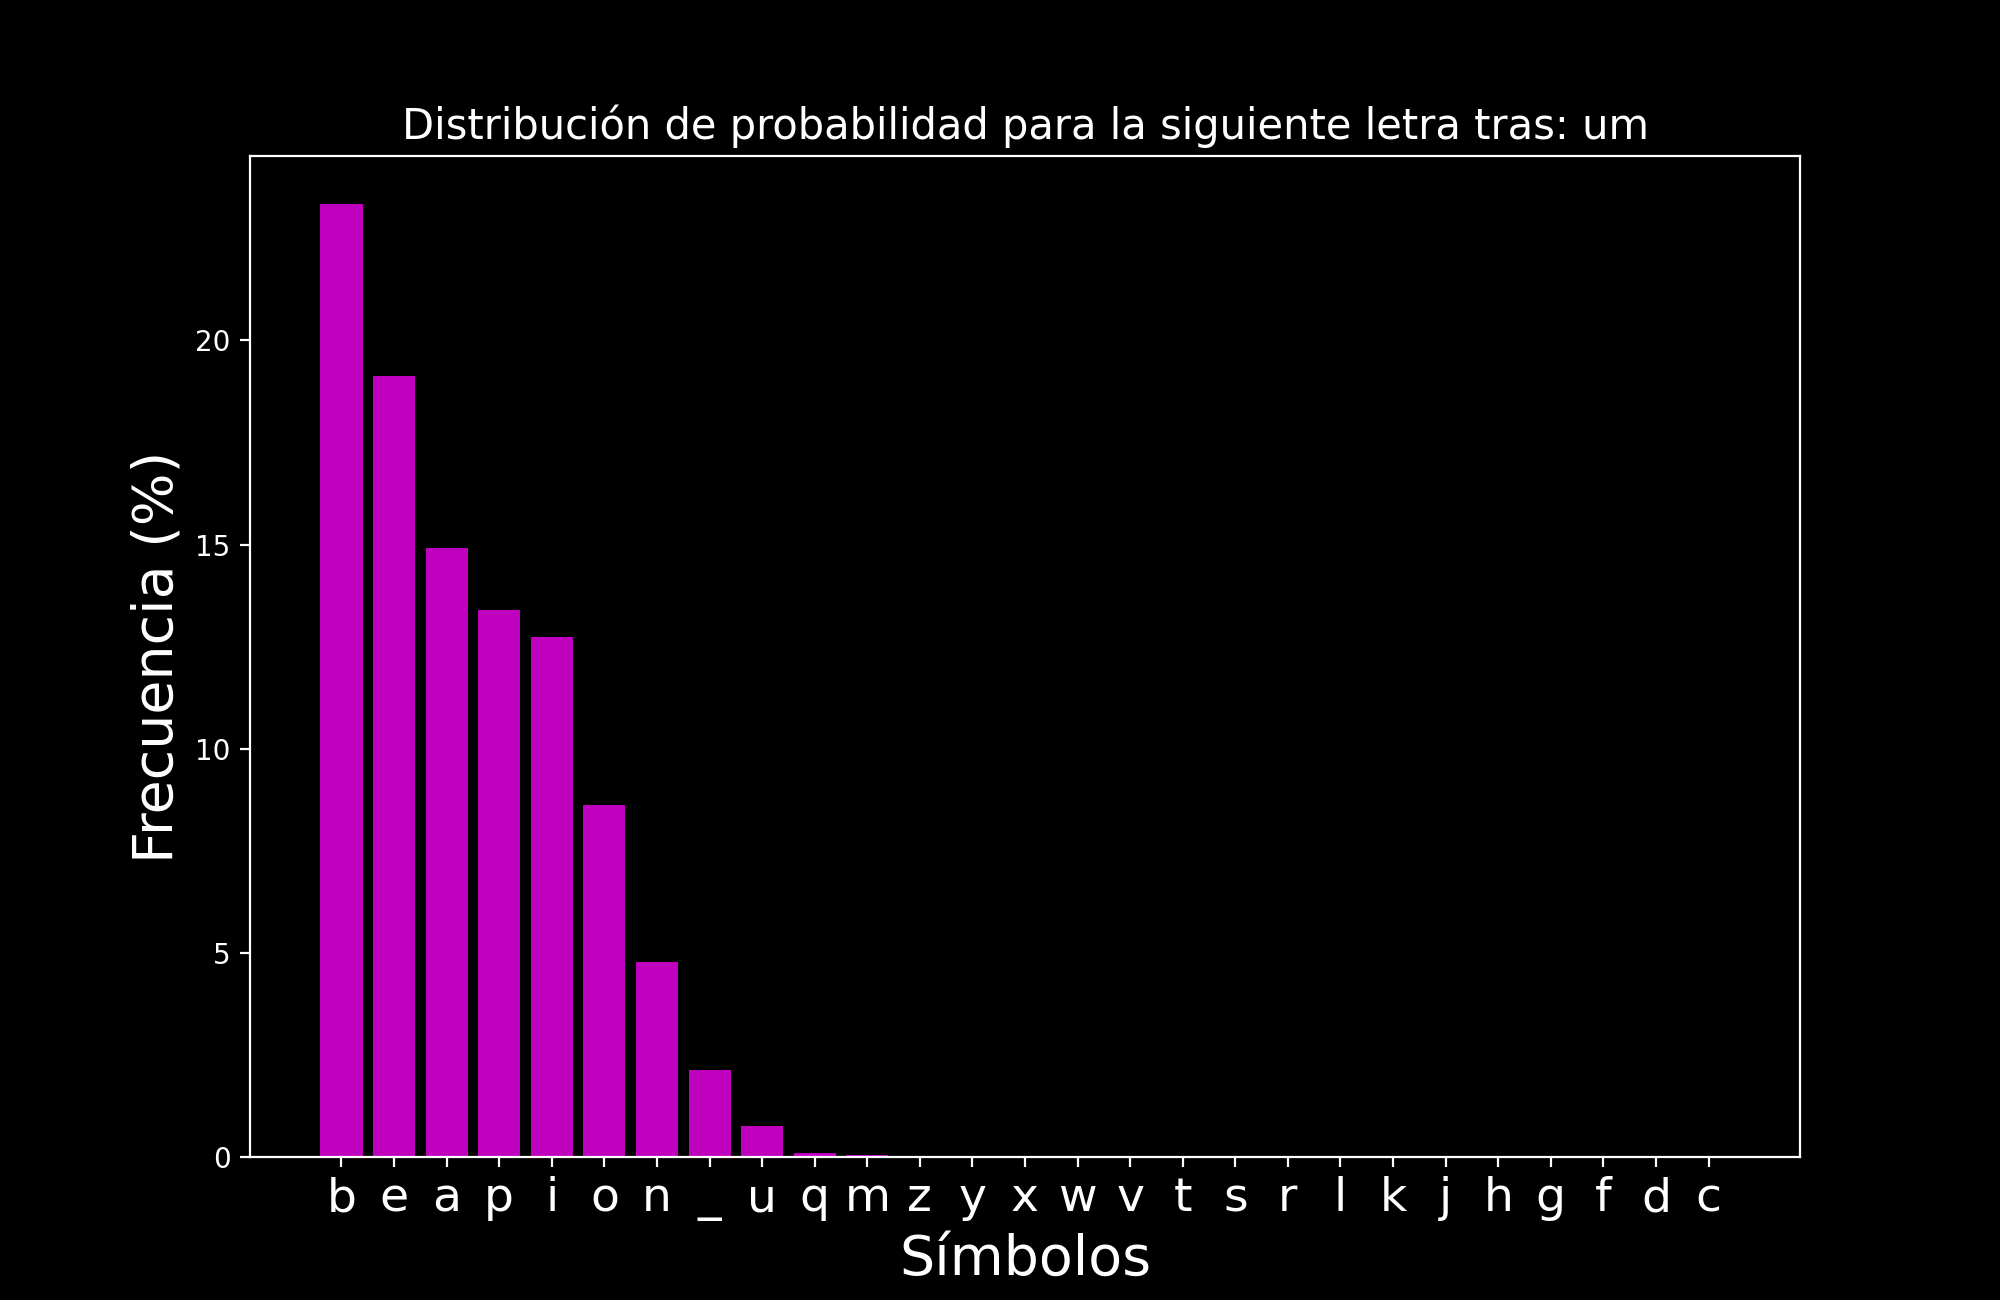 Distribución de probabilidad para la siguiente letra tras: um
Frecuencia (%)
20
15
10
5
0
b e a p i o n _ u q m z y x w v t s r l k j h g f d c
Símbolos